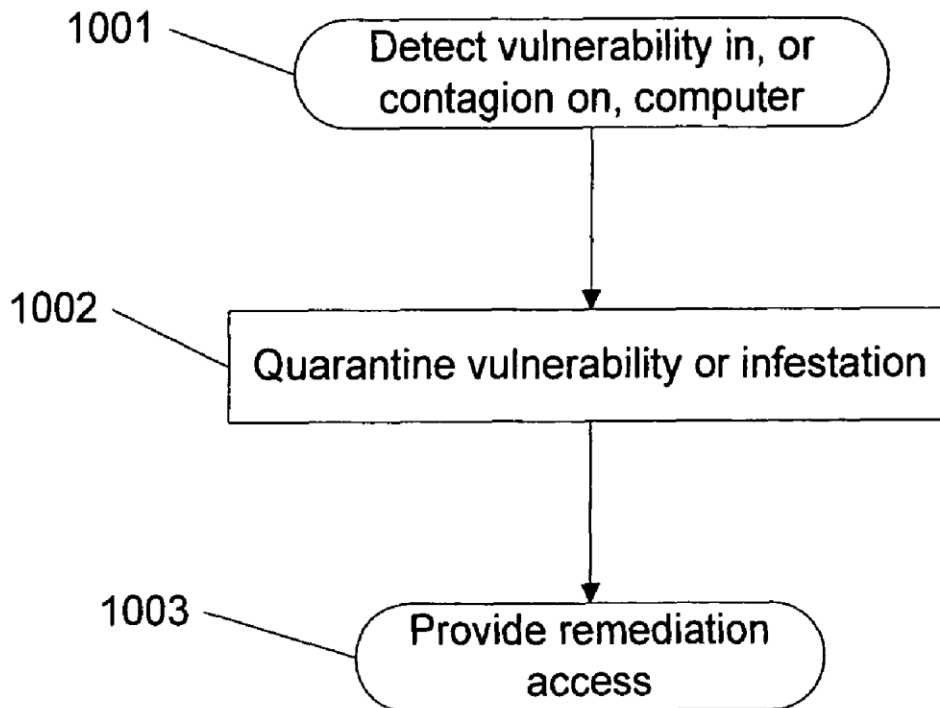 1001
Detect vulnerability in, or
contagion on, computer
1002
Quarantine vulnerability or infestation
1003
Provide remediation
access